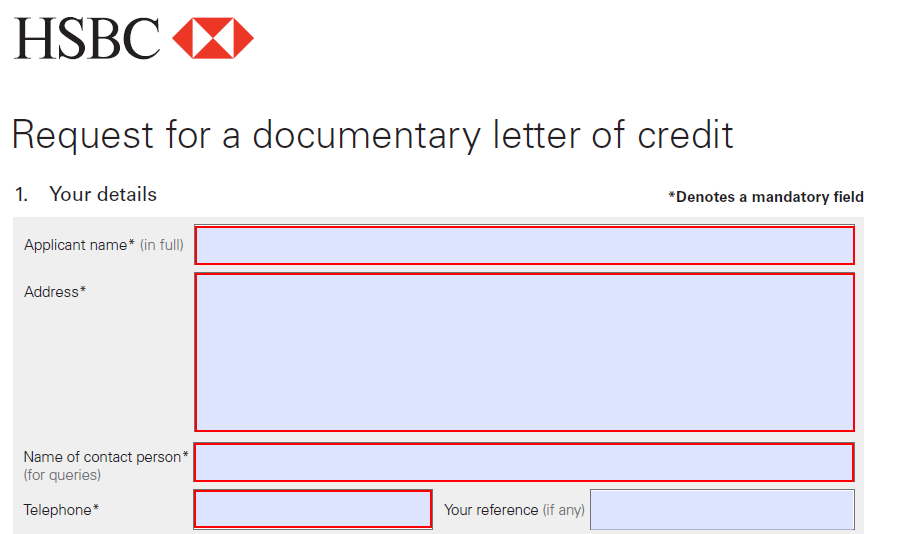 HSBC
Request for a documentary letter of credit
1. Your details
*Denotes a mandatory field
Applicant name* (in full)
Address*
Name of contact person*
(for queries)
Telephone*
Your reference (if any)